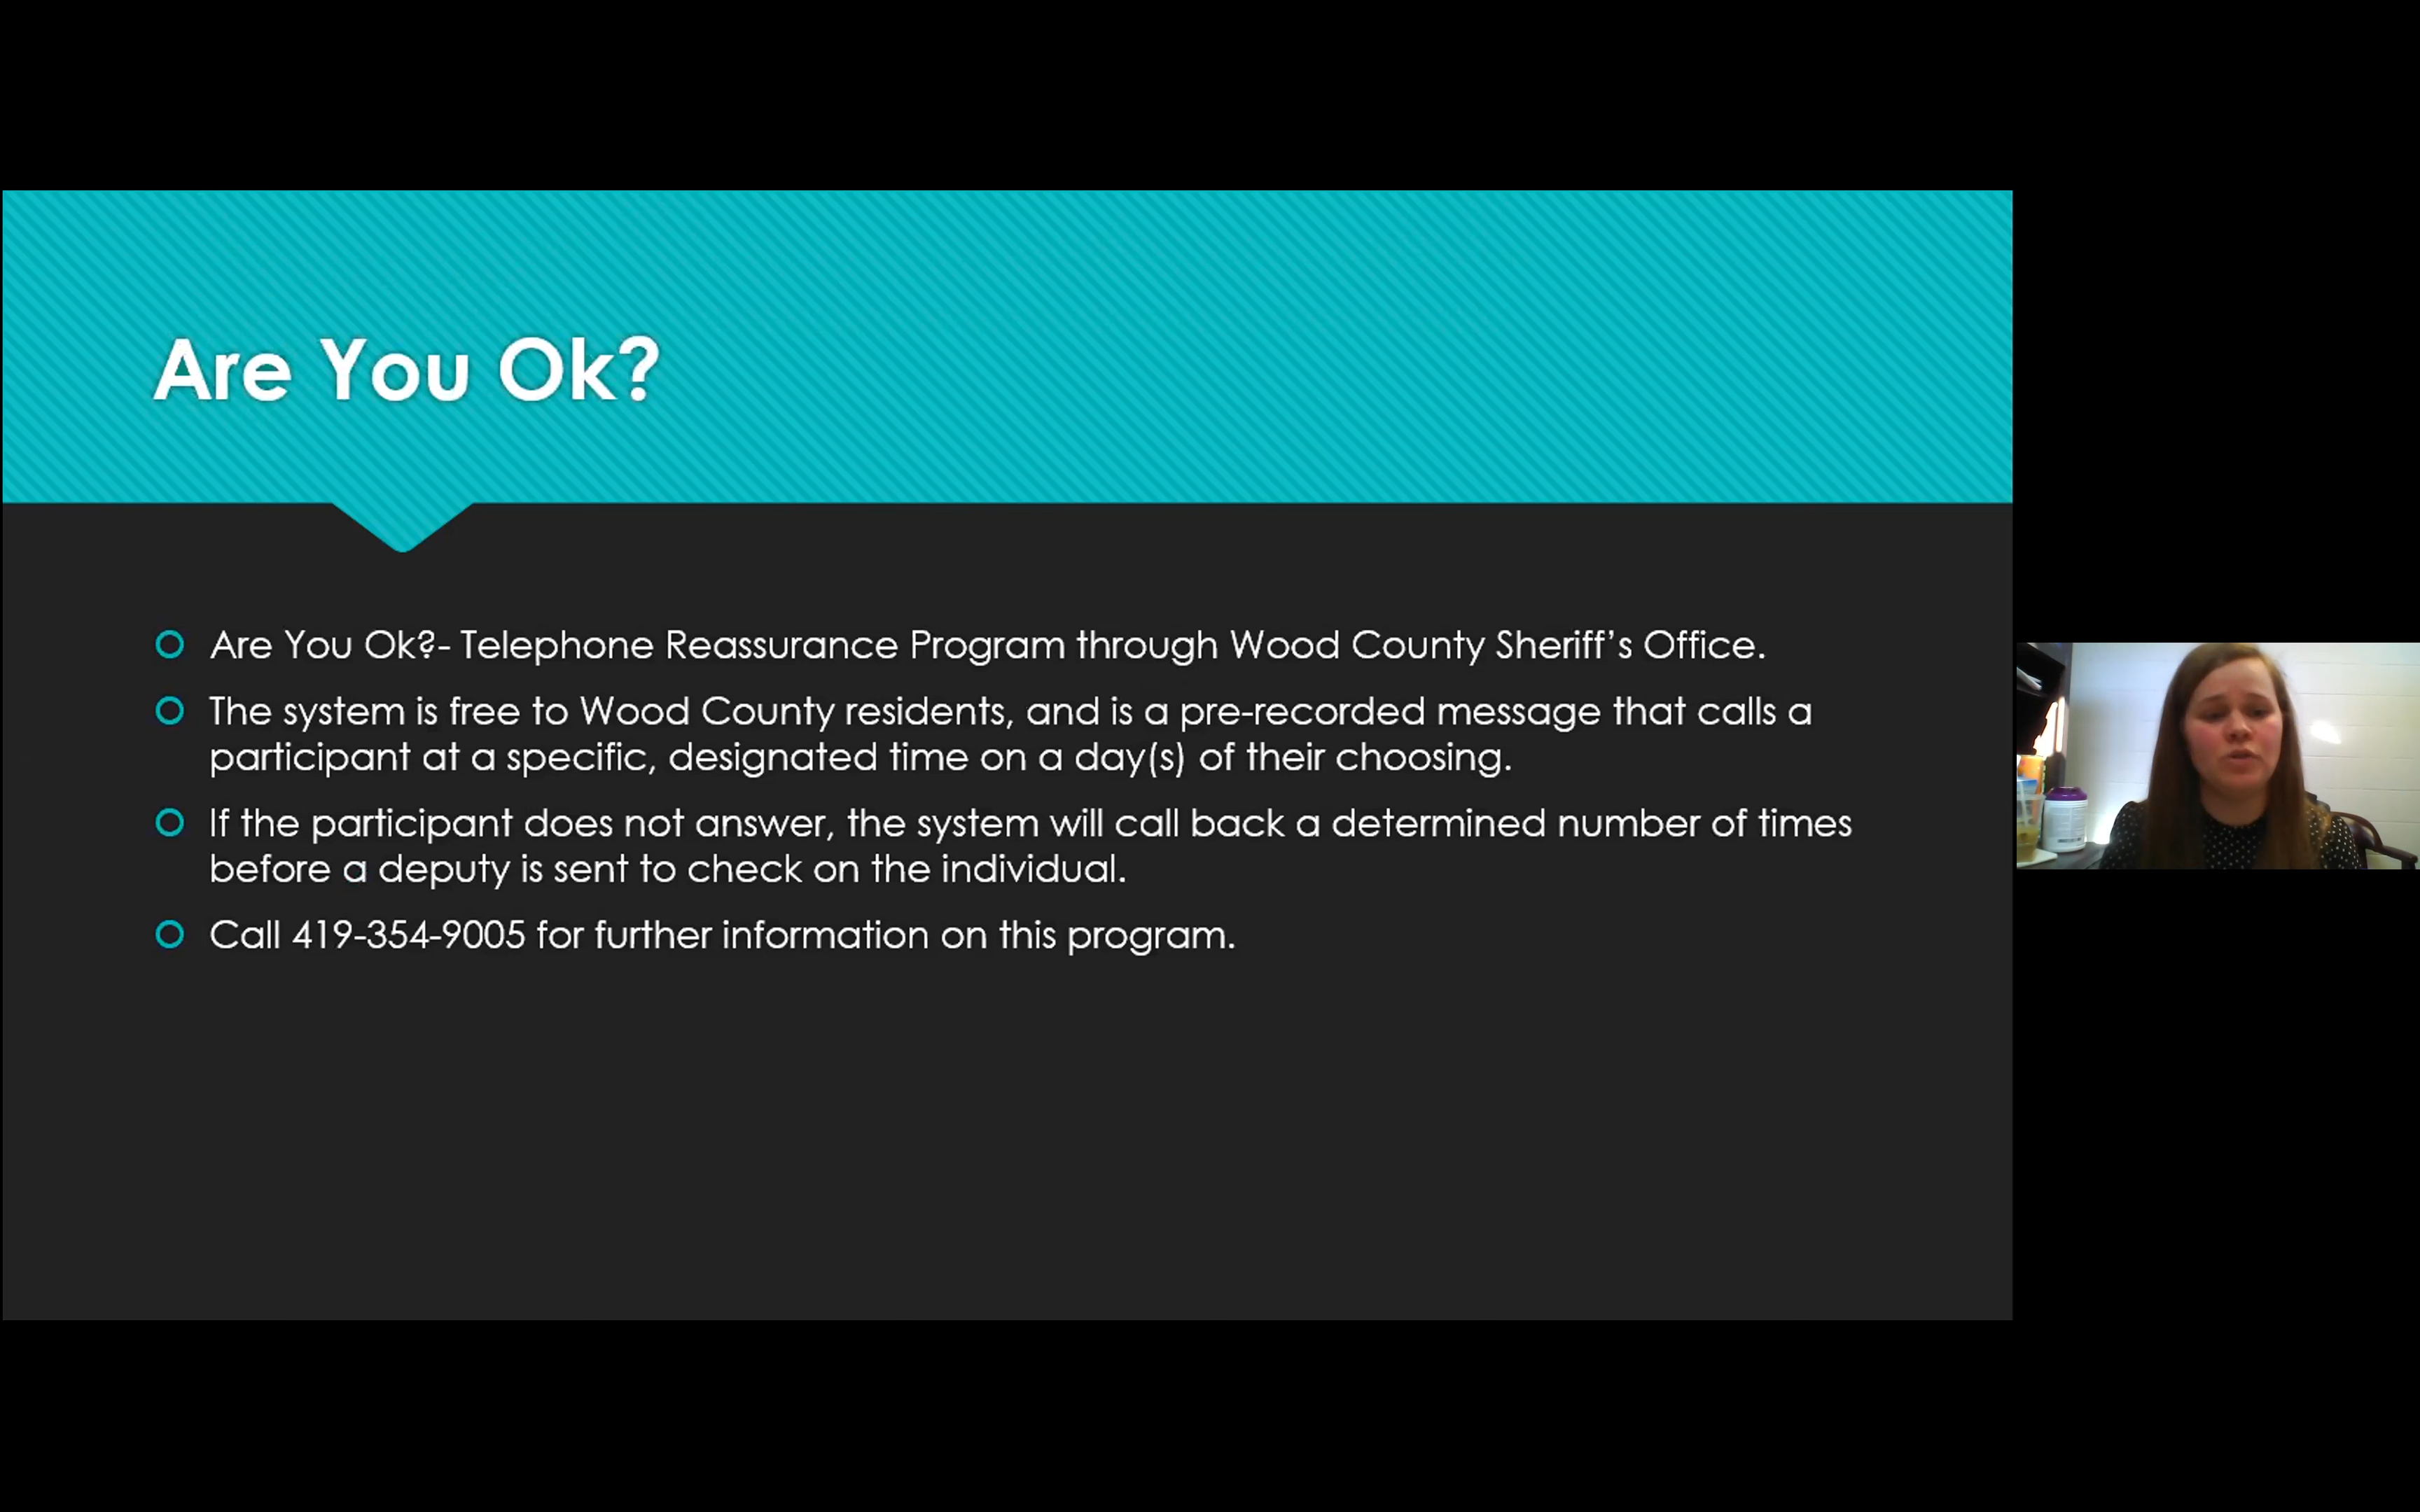 Are You Ok?
Are You Ok?- Telephone Reassurance Program through Wood County Sheriff’s Office.
The system is free to Wood County residents, and is a pre-recorded message that calls a
participant at a specific, designated time on a day(s) of their choosing.
If the participant does not answer, the system will call back a determined number of times
before a deputy is sent to check on the individual.
Call 419-354-9005 for further information on this program.